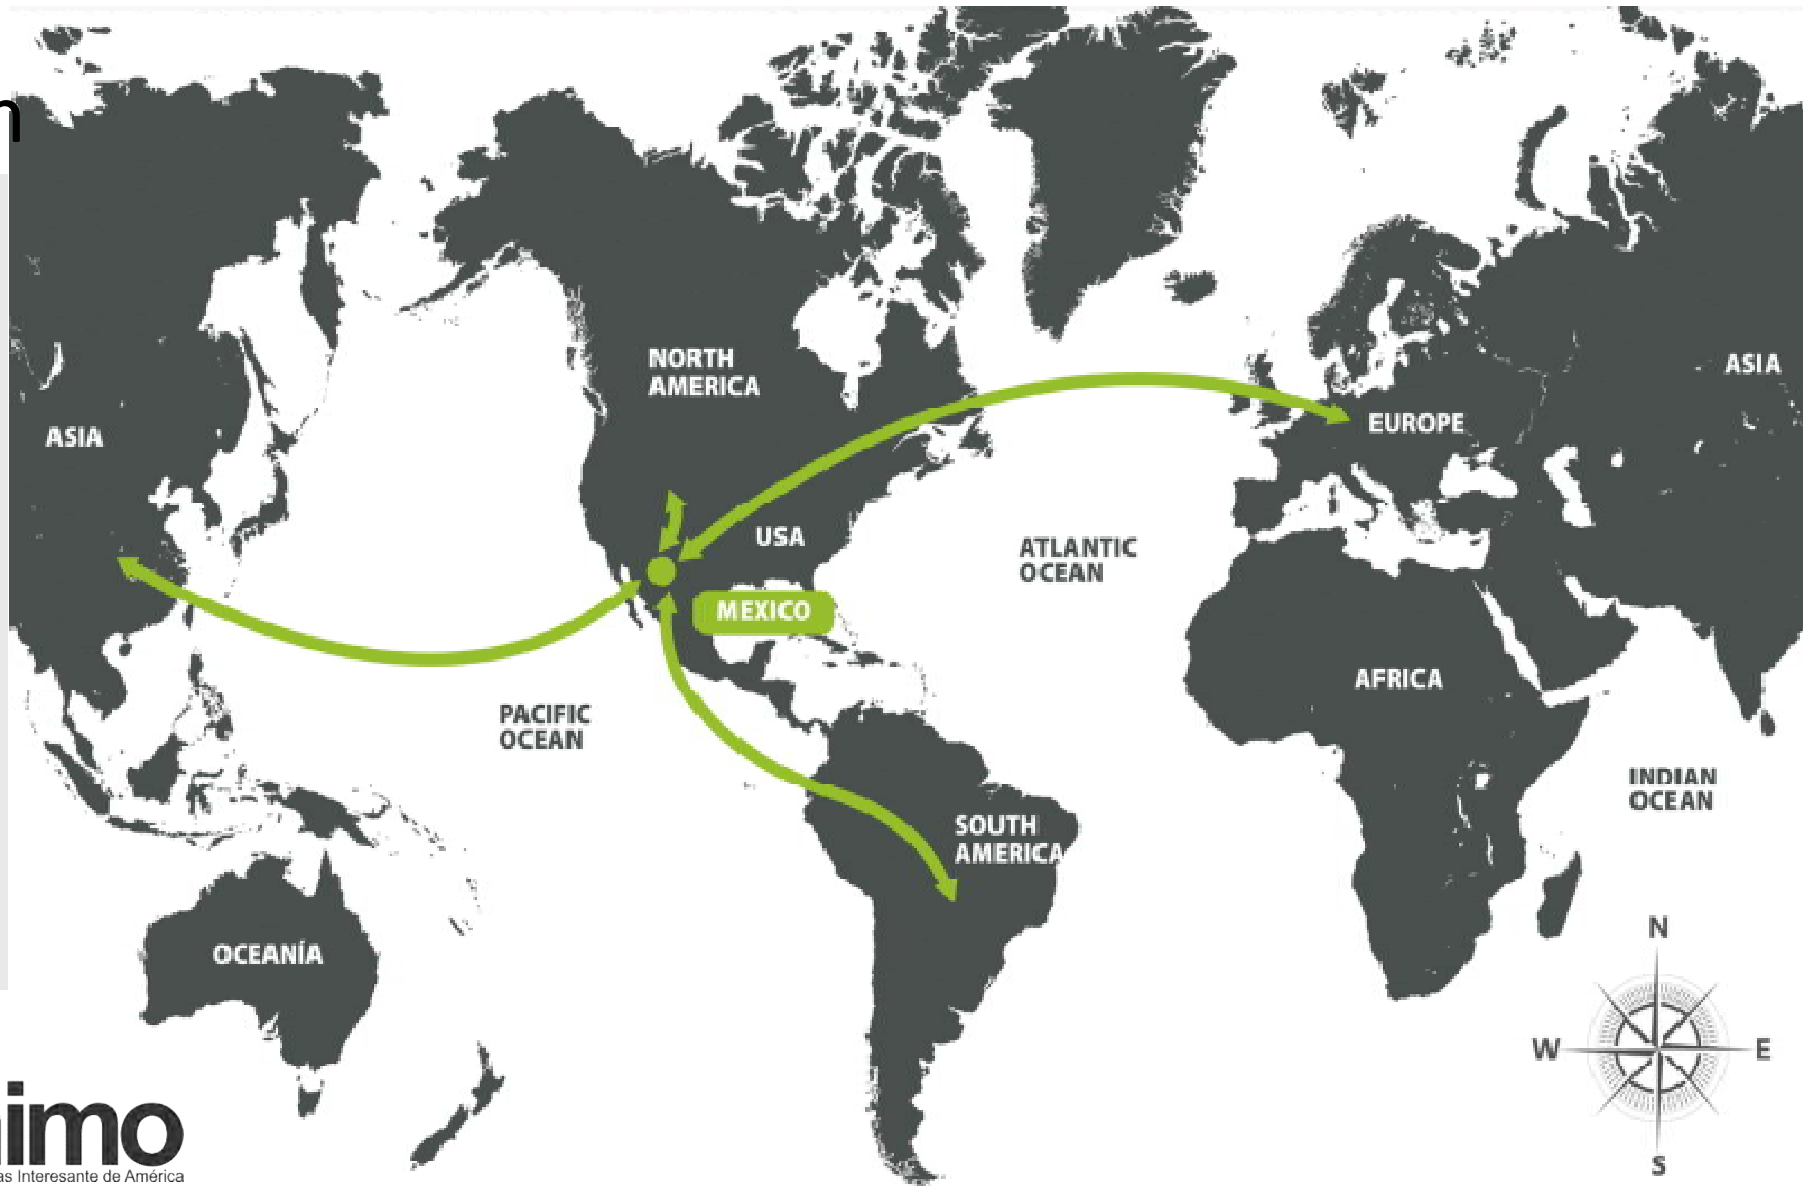 NORTH
AMERICA
ASIA
ASIA
EUROPE
USA
ATLANTIC
OCEAN
MEXICO
AFRICA
PACIFIC
OCEAN
INDIAN
OCEAN
SOUTH
AMERICA
OCEANÍA
N
W
E
S
imo
Interesante de América